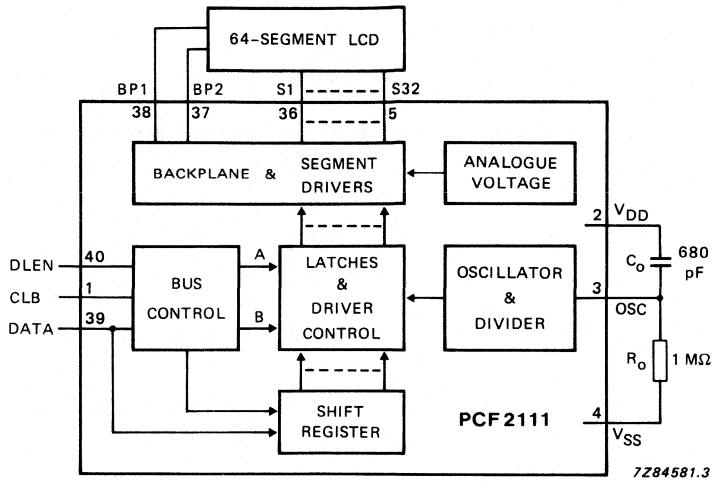 64-SEGMENT LCD
BP1 BP2 S1 S32
38 37 36 5
BACKPLANE & SEGMENT DRIVERS
ANALOGUE VOLTAGE
2 VDD
Co 680 pF
DLEN 40
CLB 1
DATA 39
BUS CONTROL
A
B
LATCHES & DRIVER CONTROL
OSCILLATOR & DIVIDER
3 OSC
Ro 1 MΩ
SHIFT REGISTER
PCF2111
4 VSS
7Z84581.3